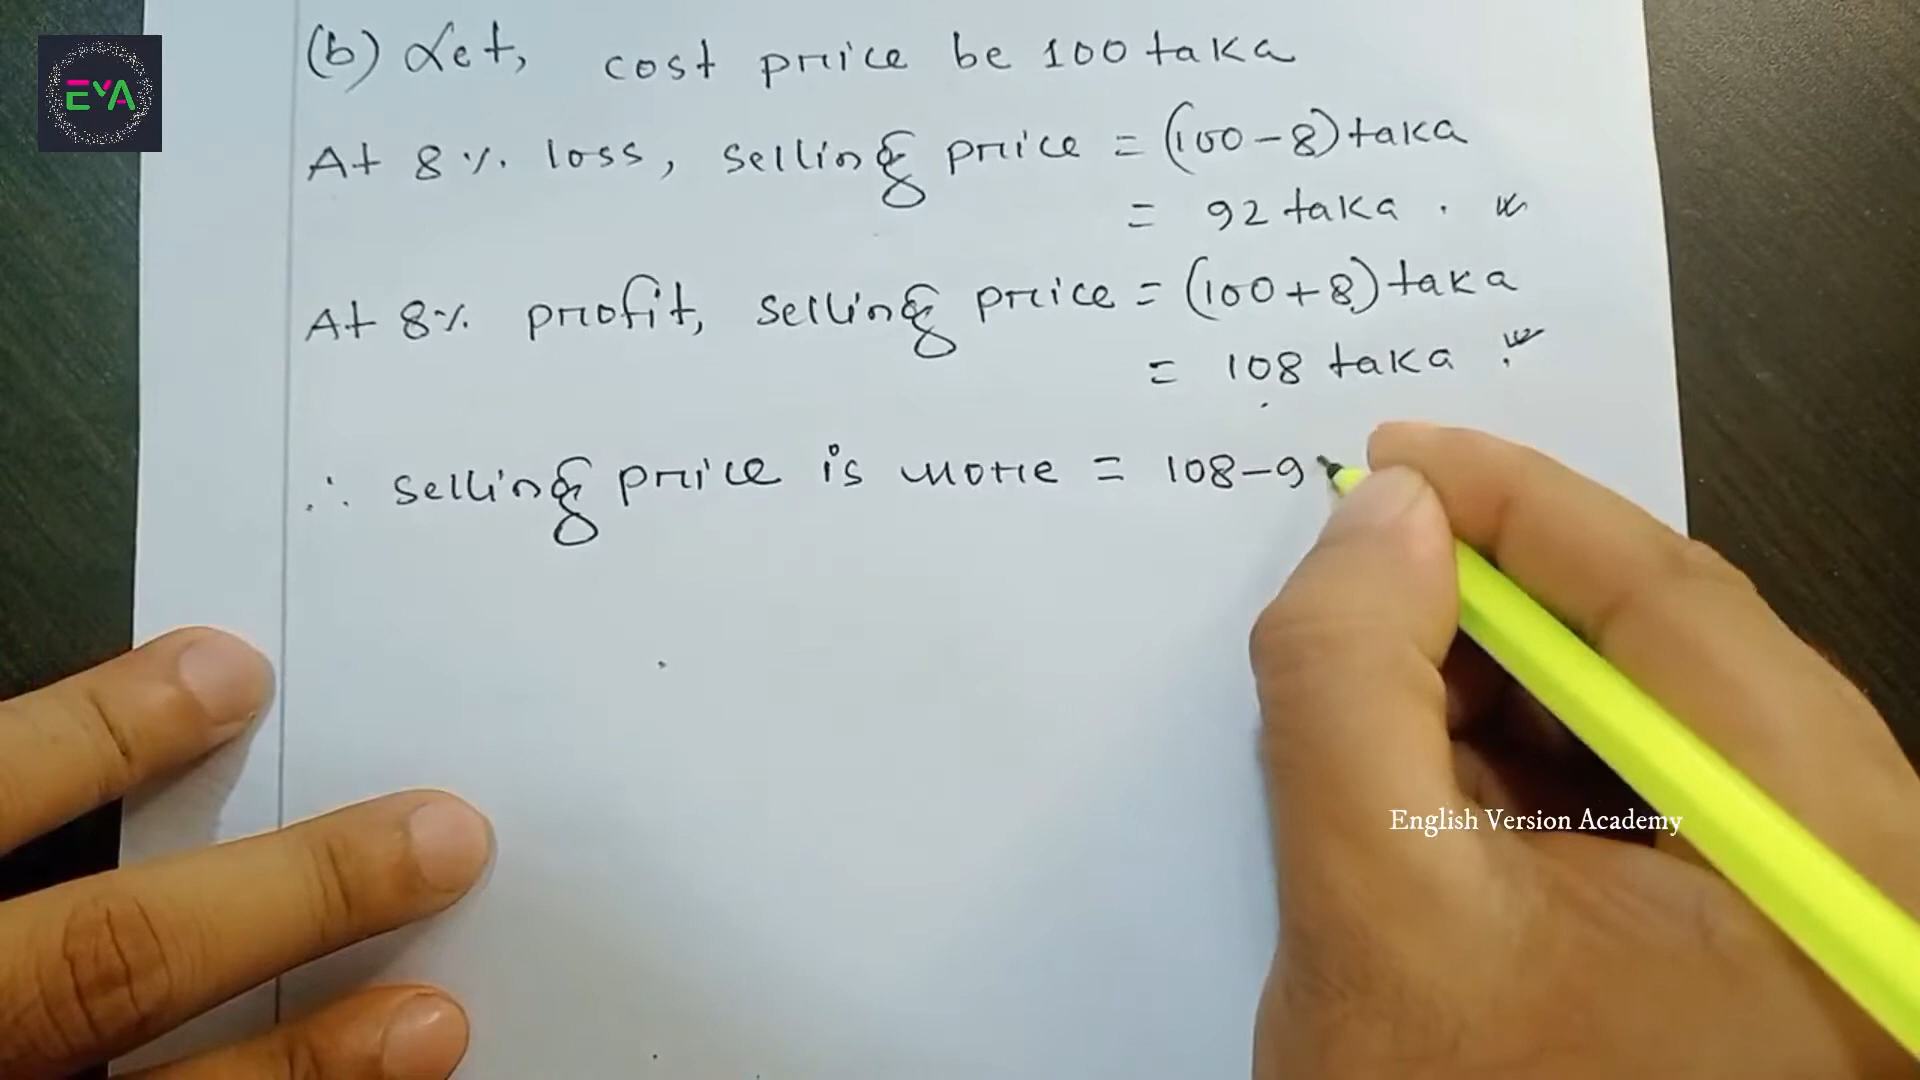 EVA
(b) Let, cost price be 100 taka
At 8% loss, selling price = (100-8) taka
= 92 taka.
At 8% profit, selling price = (100+8) taka
= 108 taka.
∴ selling price is more = 108-9
English Version Academy